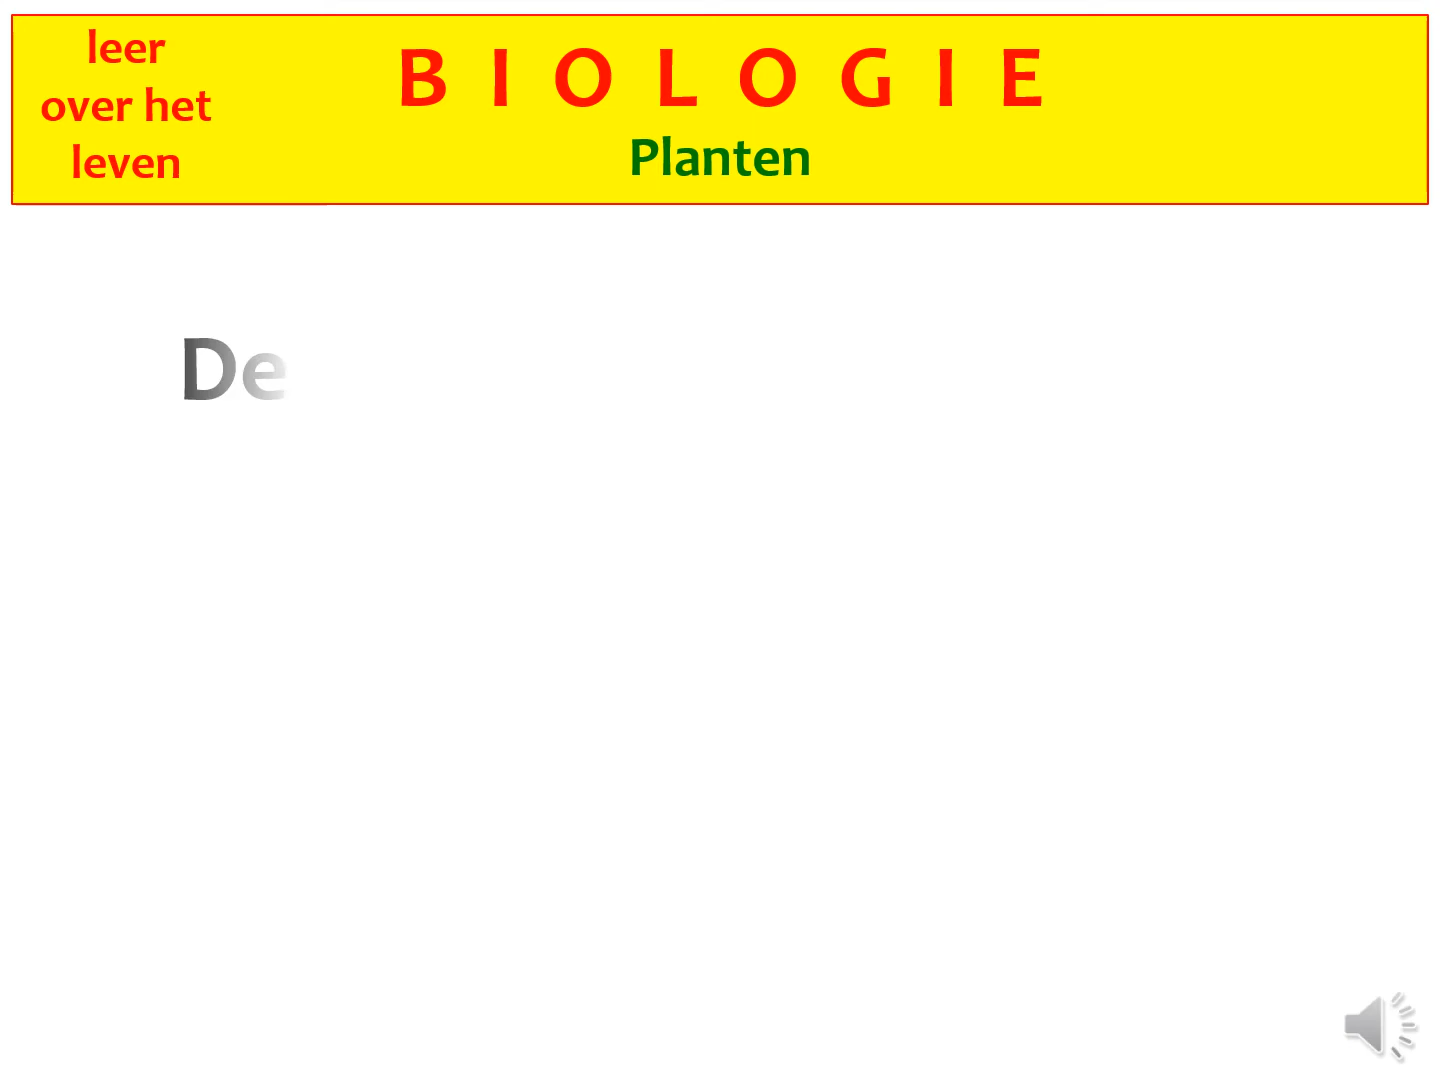 leer
over het
leven
B I O L O G I E
Planten
De